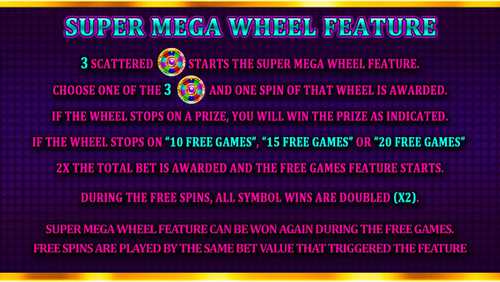 SUPER MEGA WHEEL FEATURE
3 SCATTERED STARTS THE SUPER MEGA WHEEL FEATURE.
CHOOSE ONE OF THE 3 AND ONE SPIN OF THAT WHEEL IS AWARDED.
IF THE WHEEL STOPS ON A PRIZE, YOU WILL WIN THE PRIZE AS INDICATED.
IF THE WHEEL STOPS ON "10 FREE GAMES", "15 FREE GAMES" OR "20 FREE GAMES"
2X THE TOTAL BET IS AWARDED AND THE FREE GAMES FEATURE STARTS.
DURING THE FREE SPINS, ALL SYMBOL WINS ARE DOUBLED (X2).
SUPER MEGA WHEEL FEATURE CAN BE WON AGAIN DURING THE FREE GAMES.
FREE SPINS ARE PLAYED BY THE SAME BET VALUE THAT TRIGGERED THE FEATURE